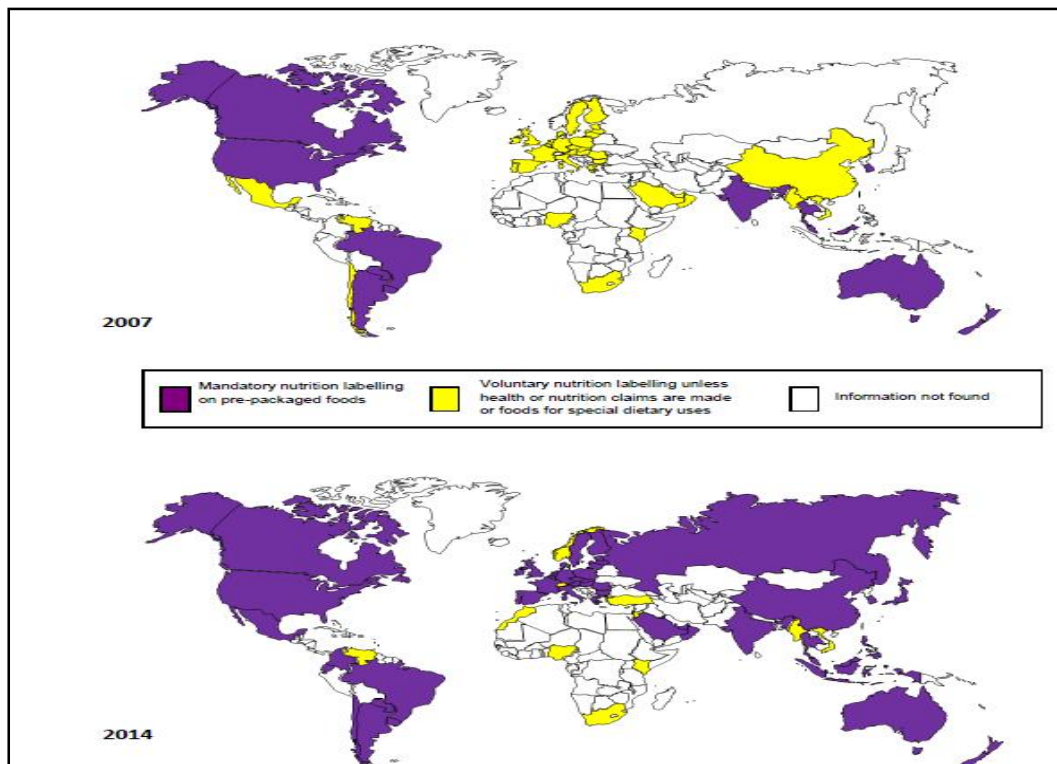 2007
Mandatory nutrition labelling
on pre-packaged foods
Voluntary nutrition labelling unless
health or nutrition claims are made
or foods for special dietary uses
Information not found
2014